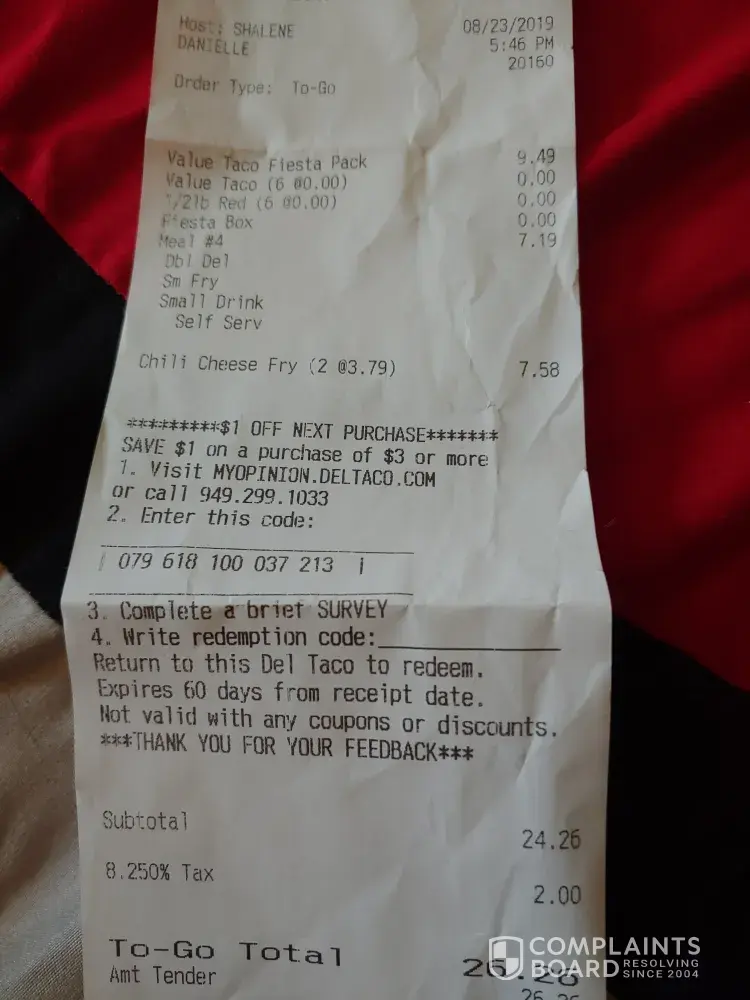 Host: SHALENE 08/23/2019
DANIELLE 5:46 PM
20160
Order Type: To-Go
Value Taco Fiesta Pack 9.49
Value Taco (6 @0.00) 0.00
1/2lb Red (6 @0.00) 0.00
Fiesta Box 0.00
Meal #4 7.19
Dbl Del
Sm Fry
Small Drink
Self Serv
Chili Cheese Fry (2 @3.79) 7.58
*********$1 OFF NEXT PURCHASE*******
SAVE $1 on a purchase of $3 or more
1. Visit MYOPINION.DELTACO.COM
or call 949.299.1033
2. Enter this code:
079 618 100 037 213
3. Complete a brief SURVEY
4. Write redemption code:
Return to this Del Taco to redeem.
Expires 60 days from receipt date.
Not valid with any coupons or discounts.
***THANK YOU FOR YOUR FEEDBACK***
Subtotal 24.26
8.250% Tax 2.00
To-Go Total 26.26
Amt Tender
COMPLAINTS
BOARD RESOLVING
SINCE 2004